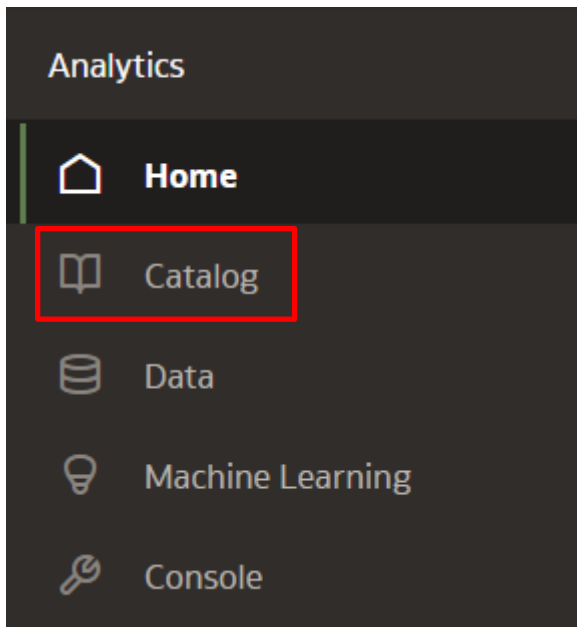 Analytics
Home
Catalog
Data
Machine Learning
Console